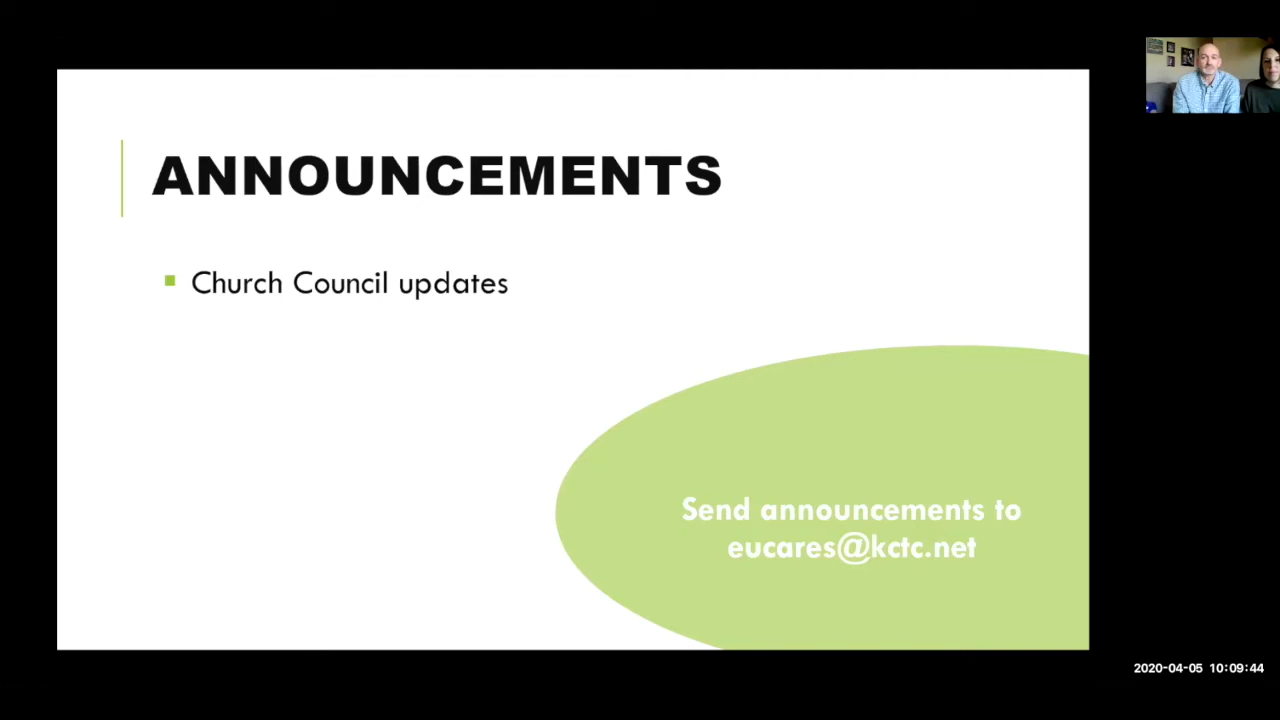 ANNOUNCEMENTS
Church Council updates
Send announcements to
eucares@kctc.net
2020-04-05 10:09:44